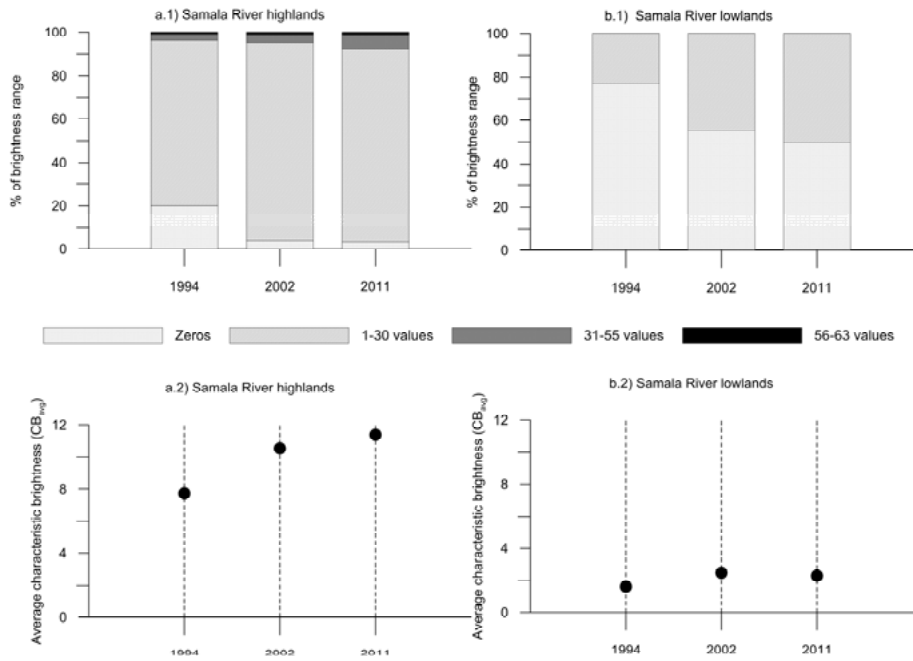 a.1) Samala River highlands
% of brightness range
100
80
60
40
20
0
1994
2002
2011
b.1) Samala River lowlands
% of brightness range
100
80
60
40
20
0
1994
2002
2011
Zeros
1-30 values
31-55 values
56-63 values
a.2) Samala River highlands
Average characteristic brightness (CBavg)
12
8
4
0
1994
2002
2011
b.2) Samala River lowlands
Average characteristic brightness (CBavg)
12
8
4
0
1994
2002
2011